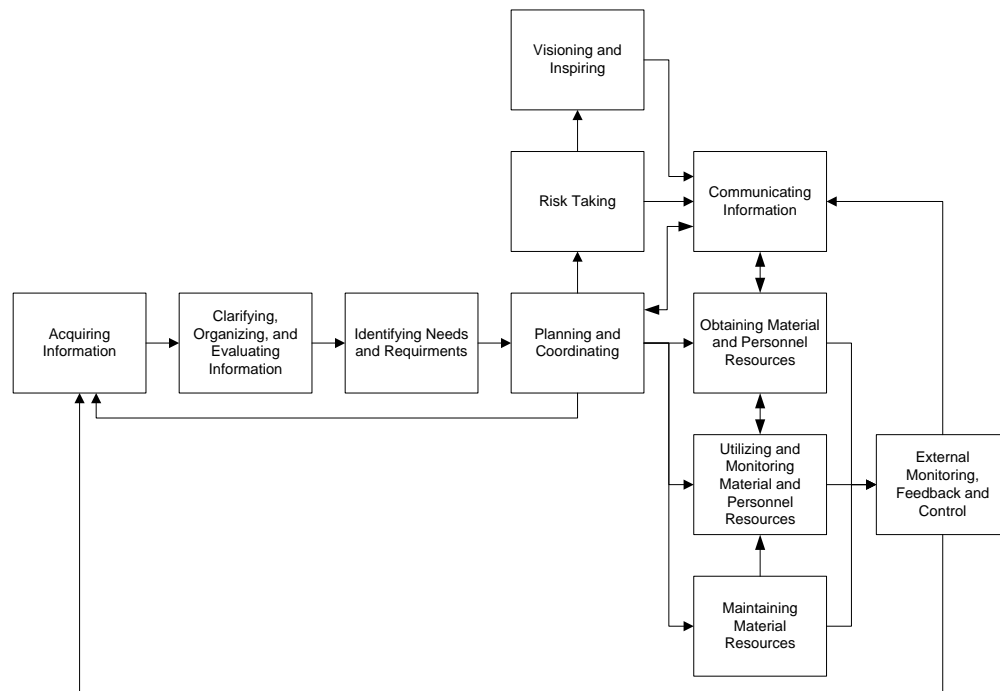 Visioning and
Inspiring
Risk Taking
Communicating
Information
Acquiring
Information
Clarifying,
Organizing, and
Evaluating
Information
Identifying Needs
and Requirments
Planning and
Coordinating
Obtaining Material
and Personnel
Resources
Utilizing and
Monitoring
Material and
Personnel
Resources
External
Monitoring,
Feedback and
Control
Maintaining
Material
Resources